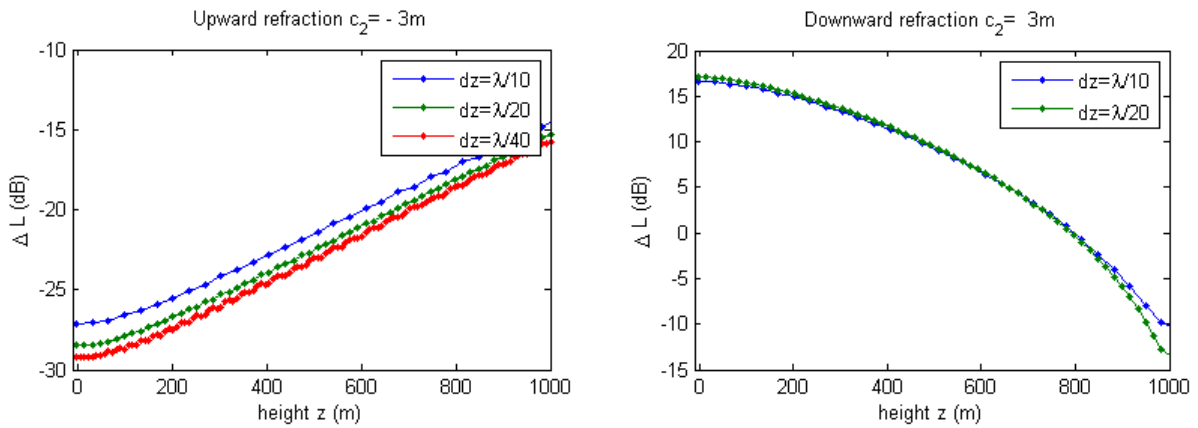 Upward refraction c₂= - 3m
-10
-15
-20
-25
-30
Δ L (dB)
dz=λ/10
dz=λ/20
dz=λ/40
0 200 400 600 800 1000
height z (m)
Downward refraction c₂= 3m
20
15
10
5
0
-5
-10
-15
Δ L (dB)
dz=λ/10
dz=λ/20
0 200 400 600 800 1000
height z (m)